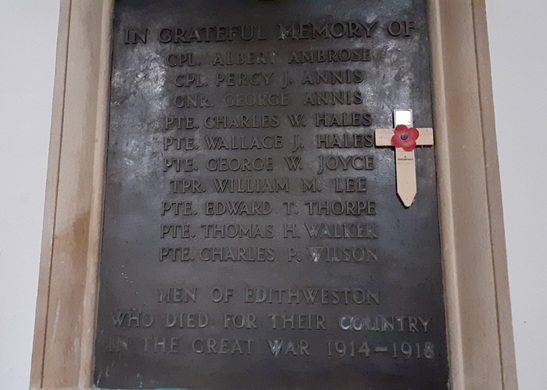 IN GRATEFUL MEMORY OF
CPL. ALBERT AMBROSE
CPL. PERCY J. ANNIS
GNR. GEORGE ANNIS
PTE. CHARLES W. HALES
PTE. WALLACE J. HALES
PTE. GEORGE W. JOYCE
TPR. WILLIAM M. LEE
PTE. EDWARD T. THORPE
PTE. THOMAS H. WALKER
PTE. CHARLES P. WILSON
MEN OF EDITHWESTON
WHO DIED FOR THEIR COUNTRY
IN THE GREAT WAR 1914-1918